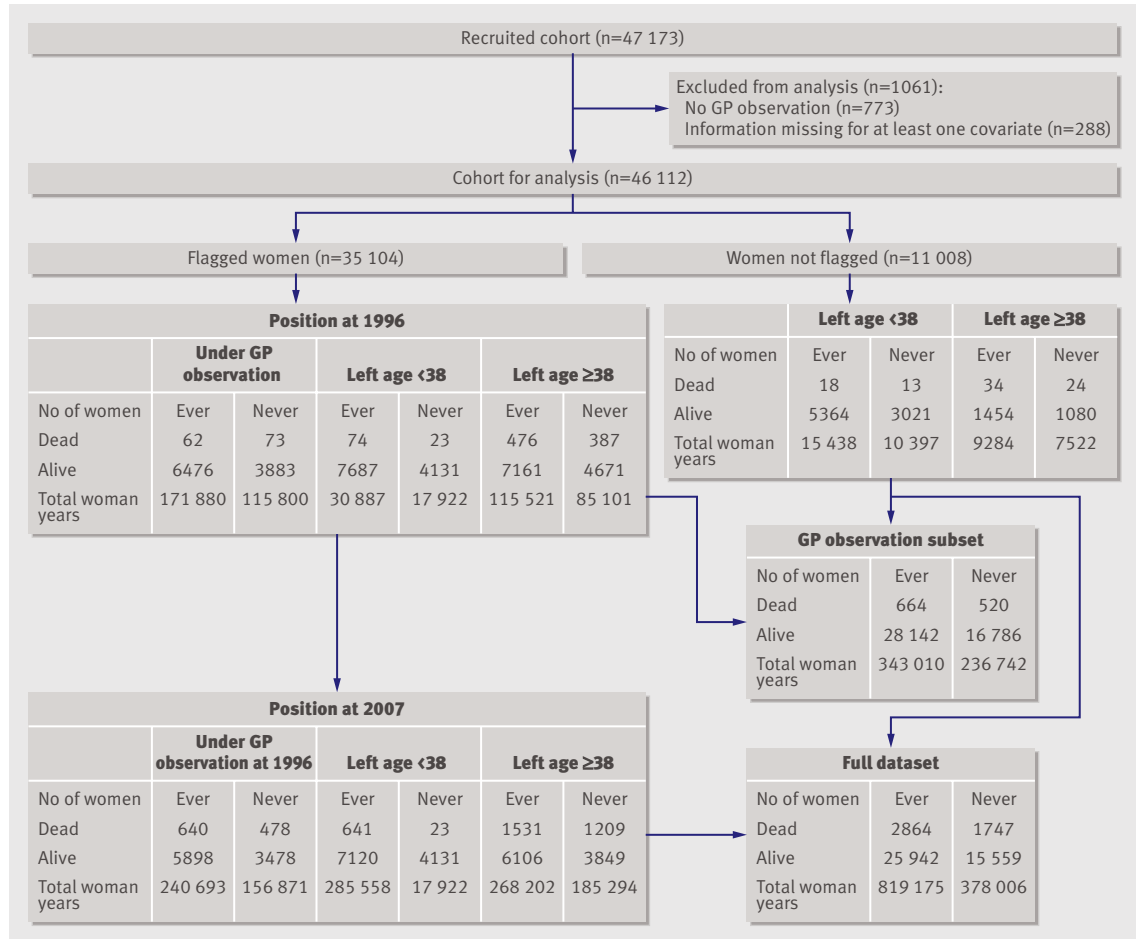 Recruited cohort (n=47 173)
Excluded from analysis (n=1061):
No GP observation (n=773)
Information missing for at least one covariate (n=288)
Cohort for analysis (n=46 112)
Flagged women (n=35 104)
Women not flagged (n=11 008)
Position at 1996
Under GP
observation Left age <38 Left age ≥38
No of women Ever Never Ever Never Ever Never
Dead 62 73 74 23 476 387
Alive 6476 3883 7687 4131 7161 4671
Total woman 171 880 115 800 30 887 17 922 115 521 85 101
years
Left age <38 Left age ≥38
No of women Ever Never Ever Never
Dead 18 13 34 24
Alive 5364 3021 1454 1080
Total woman 15 438 10 397 9284 7522
years
GP observation subset
No of women Ever Never
Dead 664 520
Alive 28 142 16 786
Total woman 343 010 236 742
years
Position at 2007
Under GP
observation at 1996 Left age <38 Left age ≥38
No of women Ever Never Ever Never Ever Never
Dead 640 478 641 23 1531 1209
Alive 5898 3478 7120 4131 6106 3849
Total woman 240 693 156 871 285 558 17 922 268 202 185 294
years
Full dataset
No of women Ever Never
Dead 2864 1747
Alive 25 942 15 559
Total woman 819 175 378 006
years